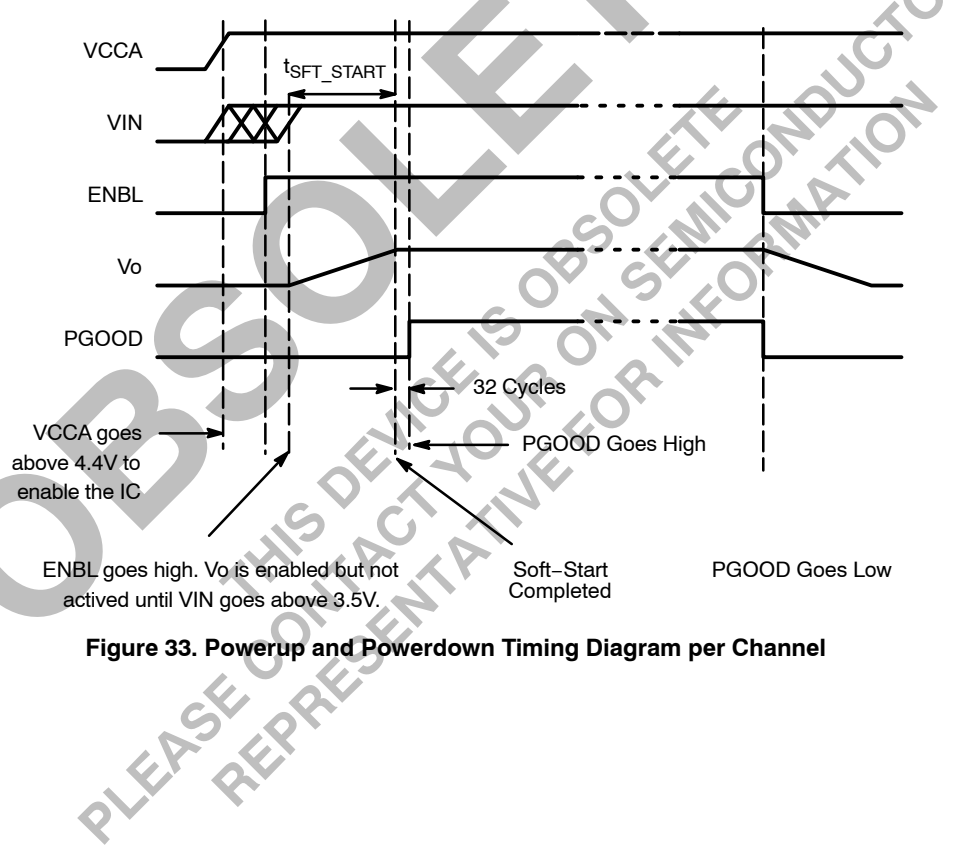 VCCA
tSFT_START
VIN
ENBL
Vo
PGOOD
32 Cycles
VCCA goes
above 4.4V to
enable the IC
PGOOD Goes High
ENBL goes high. Vo is enabled but not
actived until VIN goes above 3.5V.
Soft−Start
Completed
PGOOD Goes Low
Figure 33. Powerup and Powerdown Timing Diagram per Channel
OBSOLETE
THIS DEVICE IS OBSOLETE
PLEASE CONTACT YOUR ON SEMICONDUCTO
REPRESENTATIVE FOR INFORMATION